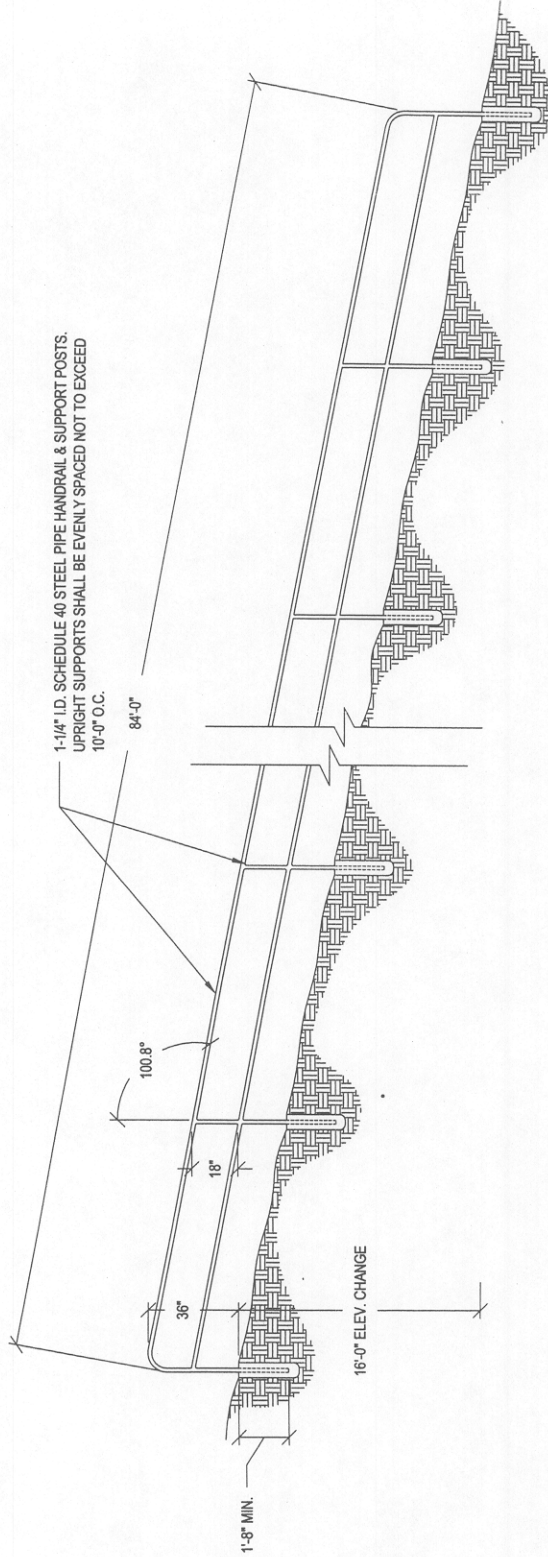 1-1/4" I.D. SCHEDULE 40 STEEL PIPE HANDRAIL & SUPPORT POSTS.
UPRIGHT SUPPORTS SHALL BE EVENLY SPACED NOT TO EXCEED
10'-0" O.C.
84'-0"
100.8°
18"
36"
16'-0" ELEV. CHANGE
1'-8" MIN.